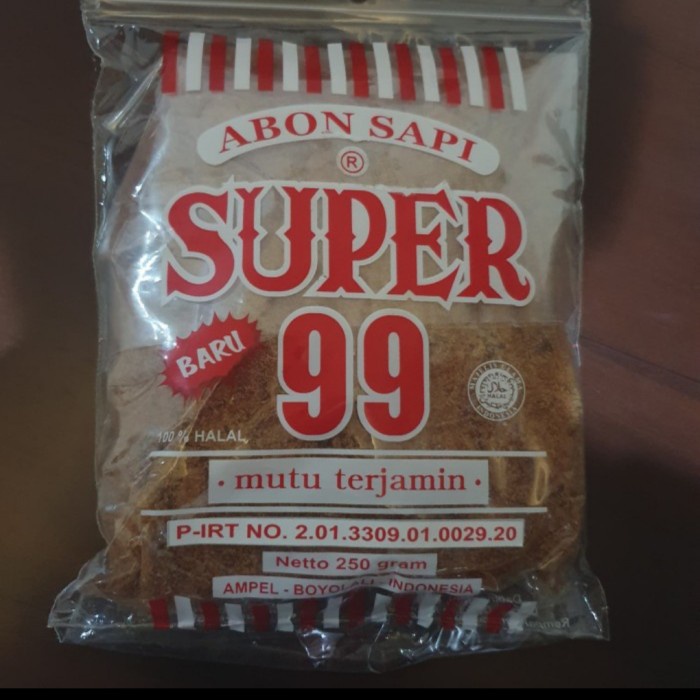 ABON SAPI
®
SUPER
99
BARU
HALAL
100 % HALAL
· mutu terjamin ·
P-IRT NO. 2.01.3309.01.0029.20
Netto 250 gram
AMPEL - BOYOLALI - INDONESIA